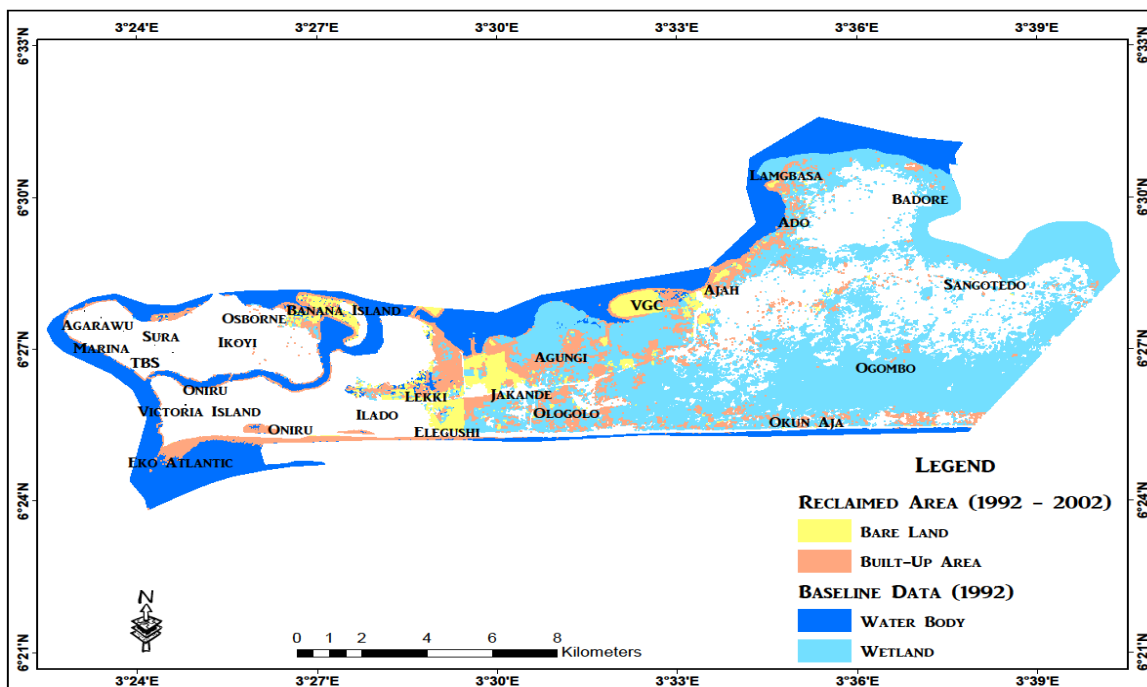 3°24'E 3°27'E 3°30'E 3°33'E 3°36'E 3°39'E
6°33'N 6°33'N
LAMGBASA
6°30'N BADORE 6°30'N
ADO
AJAH SANGOTEDO
BANANA ISLAND VGC
OSBORNE
AGARAWU
SURA IKOYI
MARINA 6°27'N
6°27'N TBS AGUNGI OGOMBO
ONIRU LEKKI JAKANDE
VICTORIA ISLAND ILADO OLOGOLO
ONIRU ELEGUSHI OKUN AJA
EKO ATLANTIC
LEGEND
6°24'N 6°24'N
RECLAIMED AREA (1992 – 2002)
BARE LAND
BUILT-UP AREA
BASELINE DATA (1992)
N WATER BODY
0 1 2 4 6 8
Kilometers
WETLAND
6°21'N 6°21'N
3°24'E 3°27'E 3°30'E 3°33'E 3°36'E 3°39'E